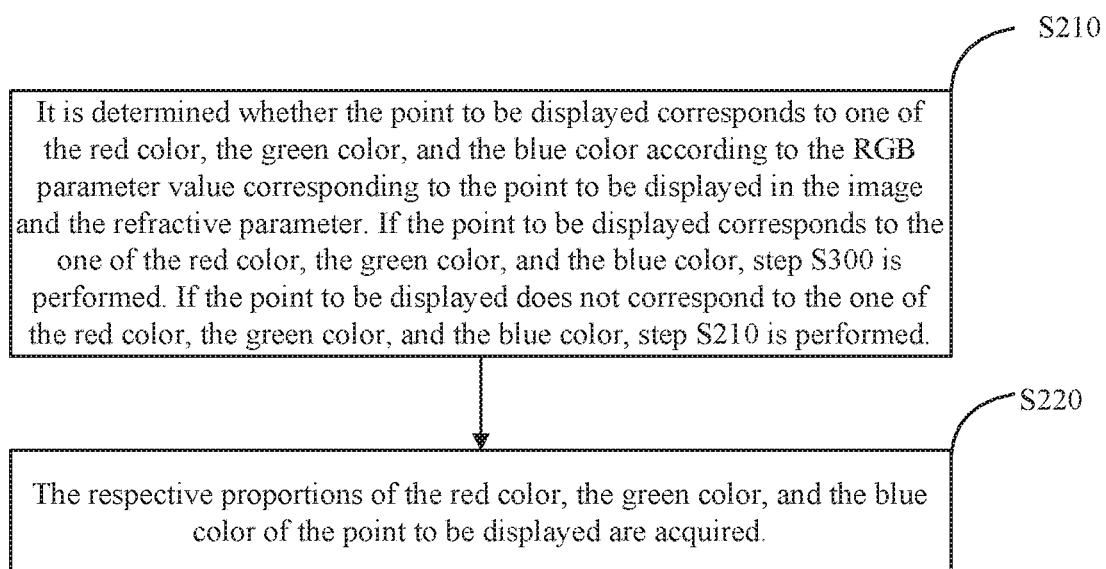 S210
It is determined whether the point to be displayed corresponds to one of
the red color, the green color, and the blue color according to the RGB
parameter value corresponding to the point to be displayed in the image
and the refractive parameter. If the point to be displayed corresponds to the
one of the red color, the green color, and the blue color, step S300 is
performed. If the point to be displayed does not correspond to the one of
the red color, the green color, and the blue color, step S210 is performed.
S220
The respective proportions of the red color, the green color, and the blue
color of the point to be displayed are acquired.